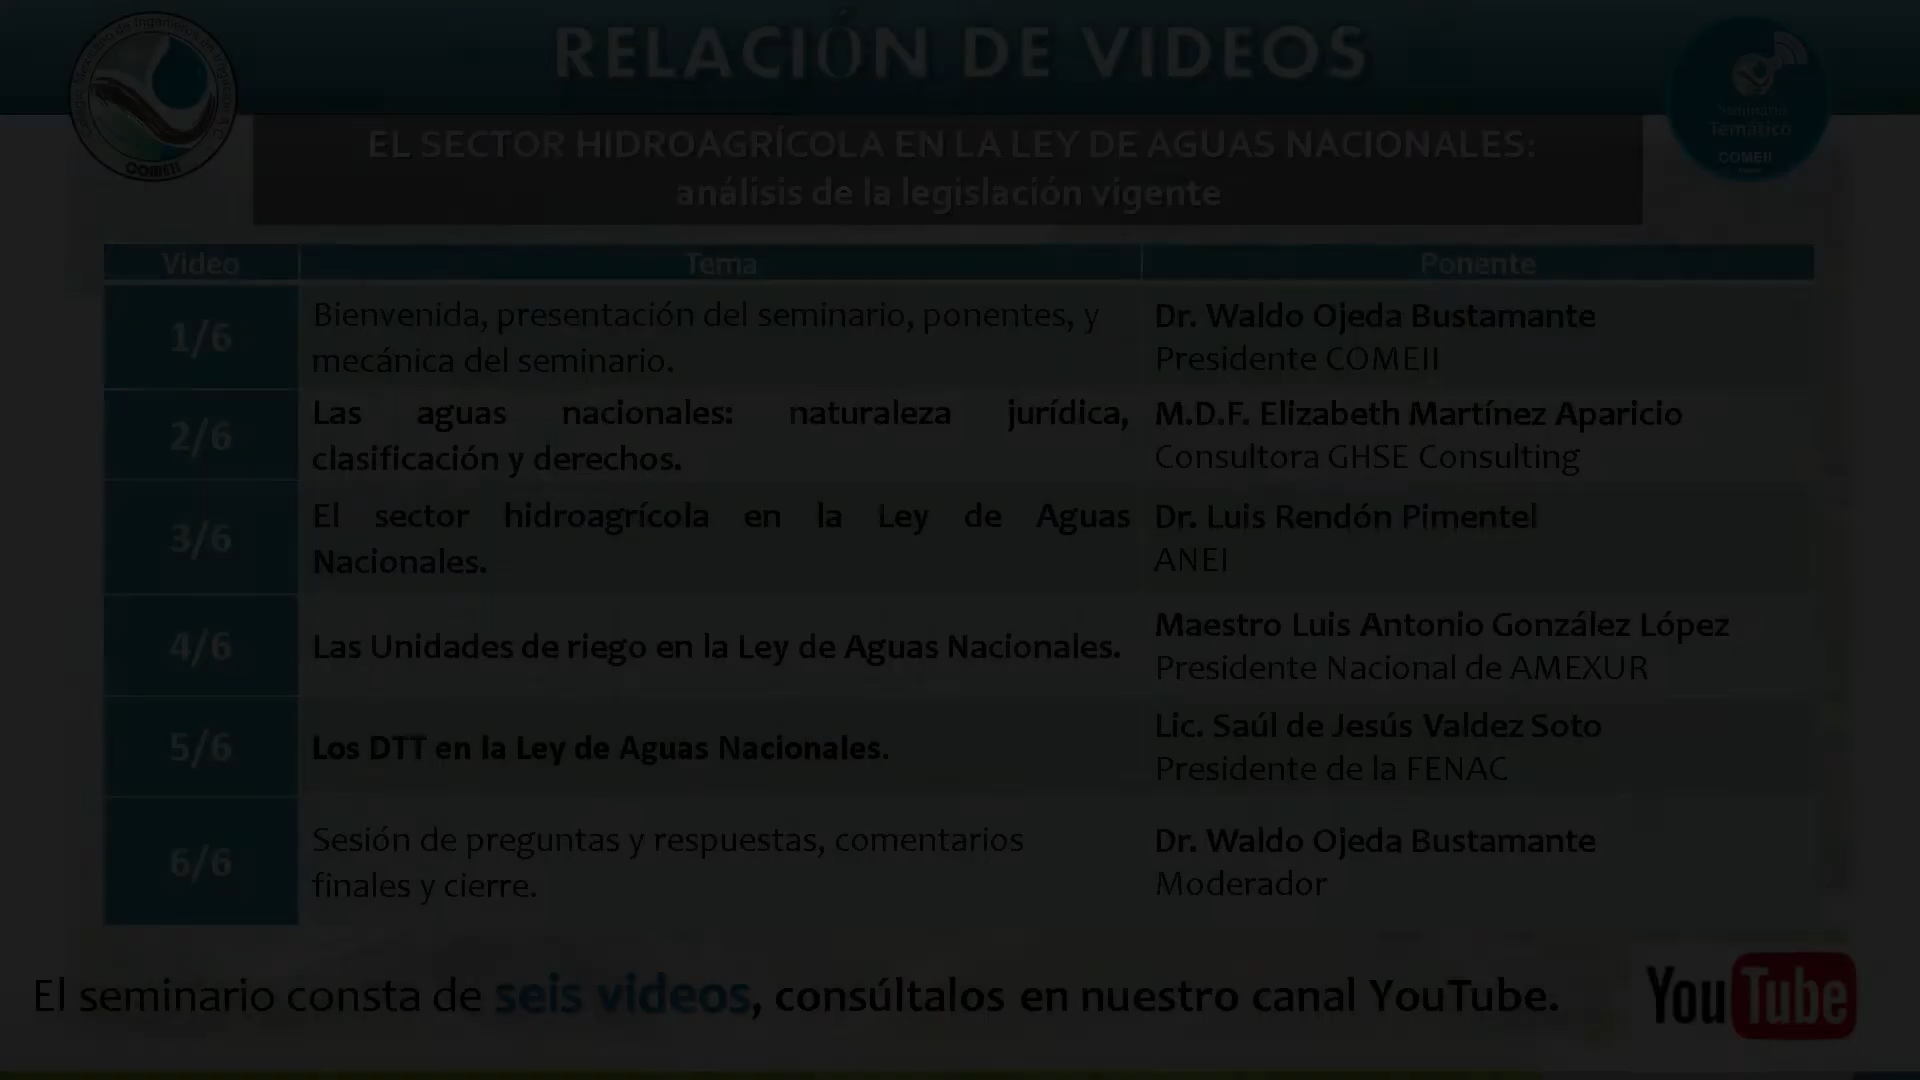 RELACIÓN DE VIDEOS
Seminario
Temático
COMEII
COMEII
EL SECTOR HIDROAGRÍCOLA EN LA LEY DE AGUAS NACIONALES:
análisis de la legislación vigente
Video Tema Ponente
1/6
Bienvenida, presentación del seminario, ponentes, y
mecánica del seminario.
Dr. Waldo Ojeda Bustamante
Presidente COMEII
2/6
Las aguas nacionales: naturaleza jurídica,
clasificación y derechos.
M.D.F. Elizabeth Martínez Aparicio
Consultora GHSE Consulting
3/6
El sector hidroagrícola en la Ley de Aguas
Nacionales.
Dr. Luis Rendón Pimentel
ANEI
4/6
Las Unidades de riego en la Ley de Aguas Nacionales.
Maestro Luis Antonio González López
Presidente Nacional de AMEXUR
5/6
Los DTT en la Ley de Aguas Nacionales.
Lic. Saúl de Jesús Valdez Soto
Presidente de la FENAC
6/6
Sesión de preguntas y respuestas, comentarios
finales y cierre.
Dr. Waldo Ojeda Bustamante
Moderador
El seminario consta de seis videos, consúltalos en nuestro canal YouTube.
YouTube